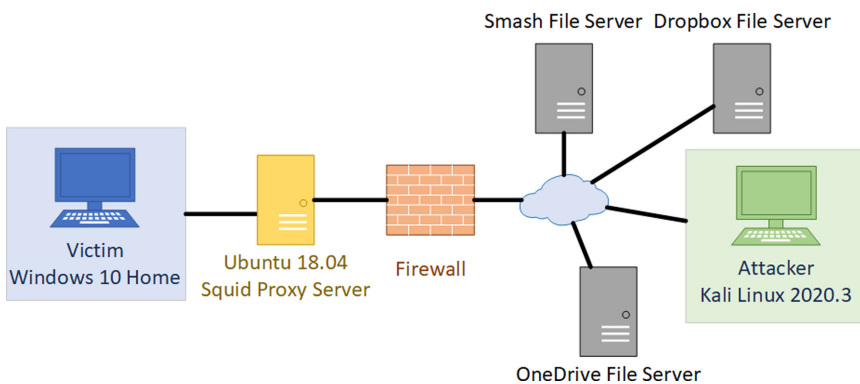 Smash File Server
Dropbox File Server
Victim
Windows 10 Home
Ubuntu 18.04
Squid Proxy Server
Firewall
Attacker
Kali Linux 2020.3
OneDrive File Server